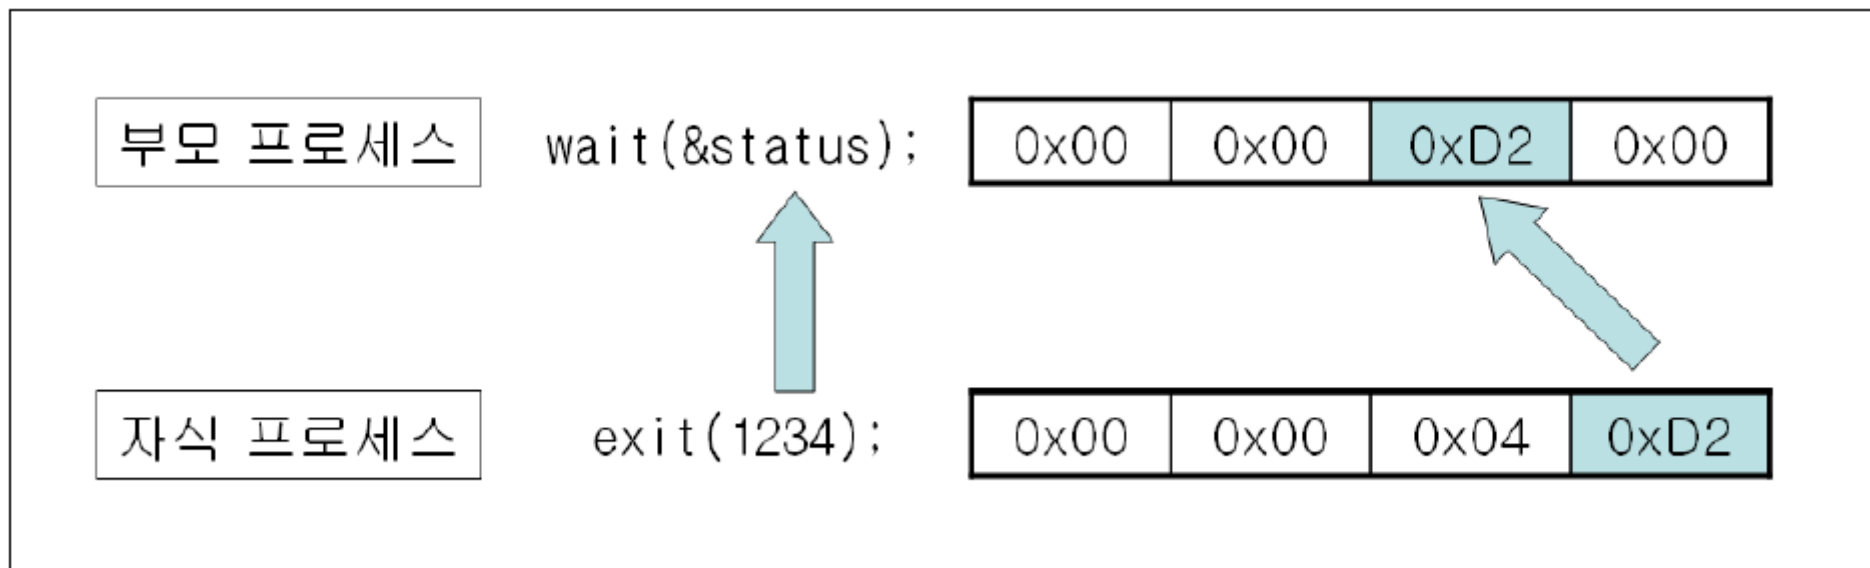 부모 프로세스 wait(&status); 0x00 0x00 0xD2 0x00
자식 프로세스 exit(1234); 0x00 0x00 0x04 0xD2